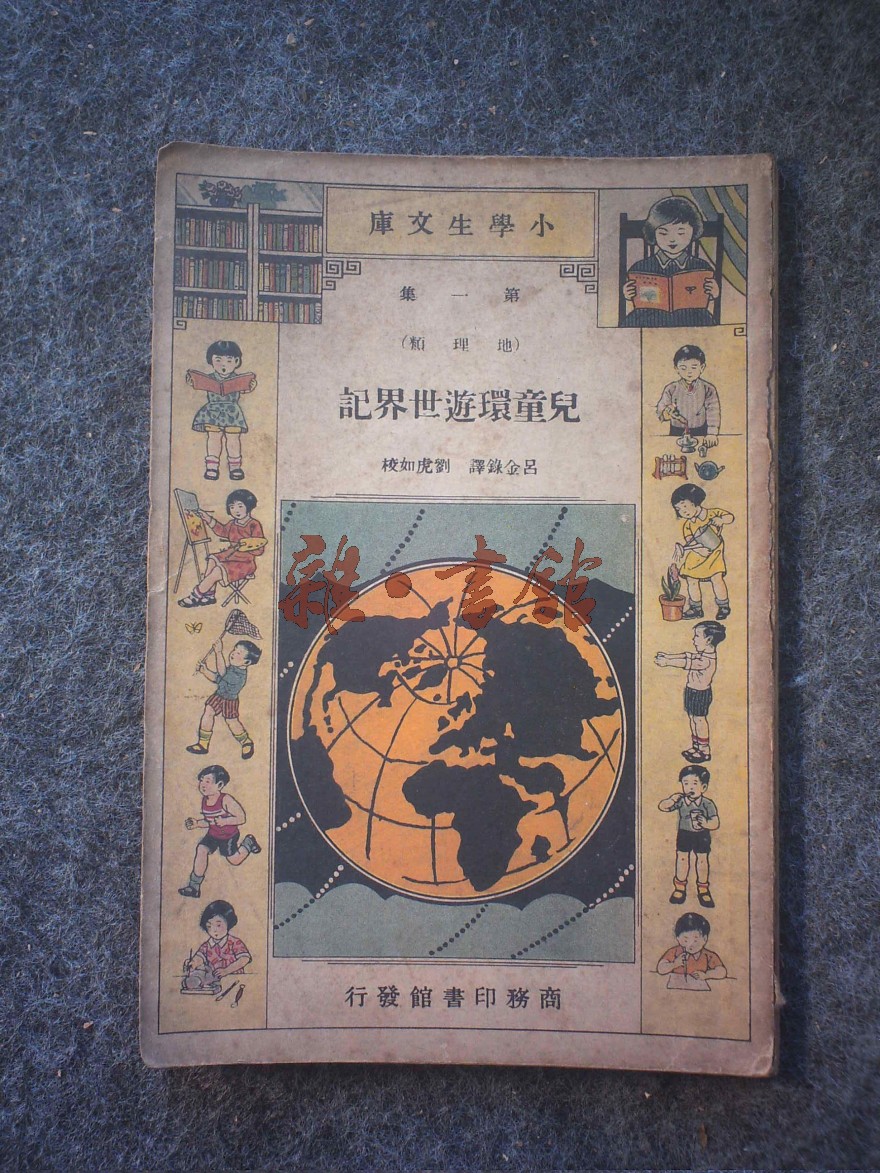 小學生文庫
第一集
（地理類）
兒童環遊世界記
呂金錄譯 劉虎如校
雜·書館
商務印書館發行